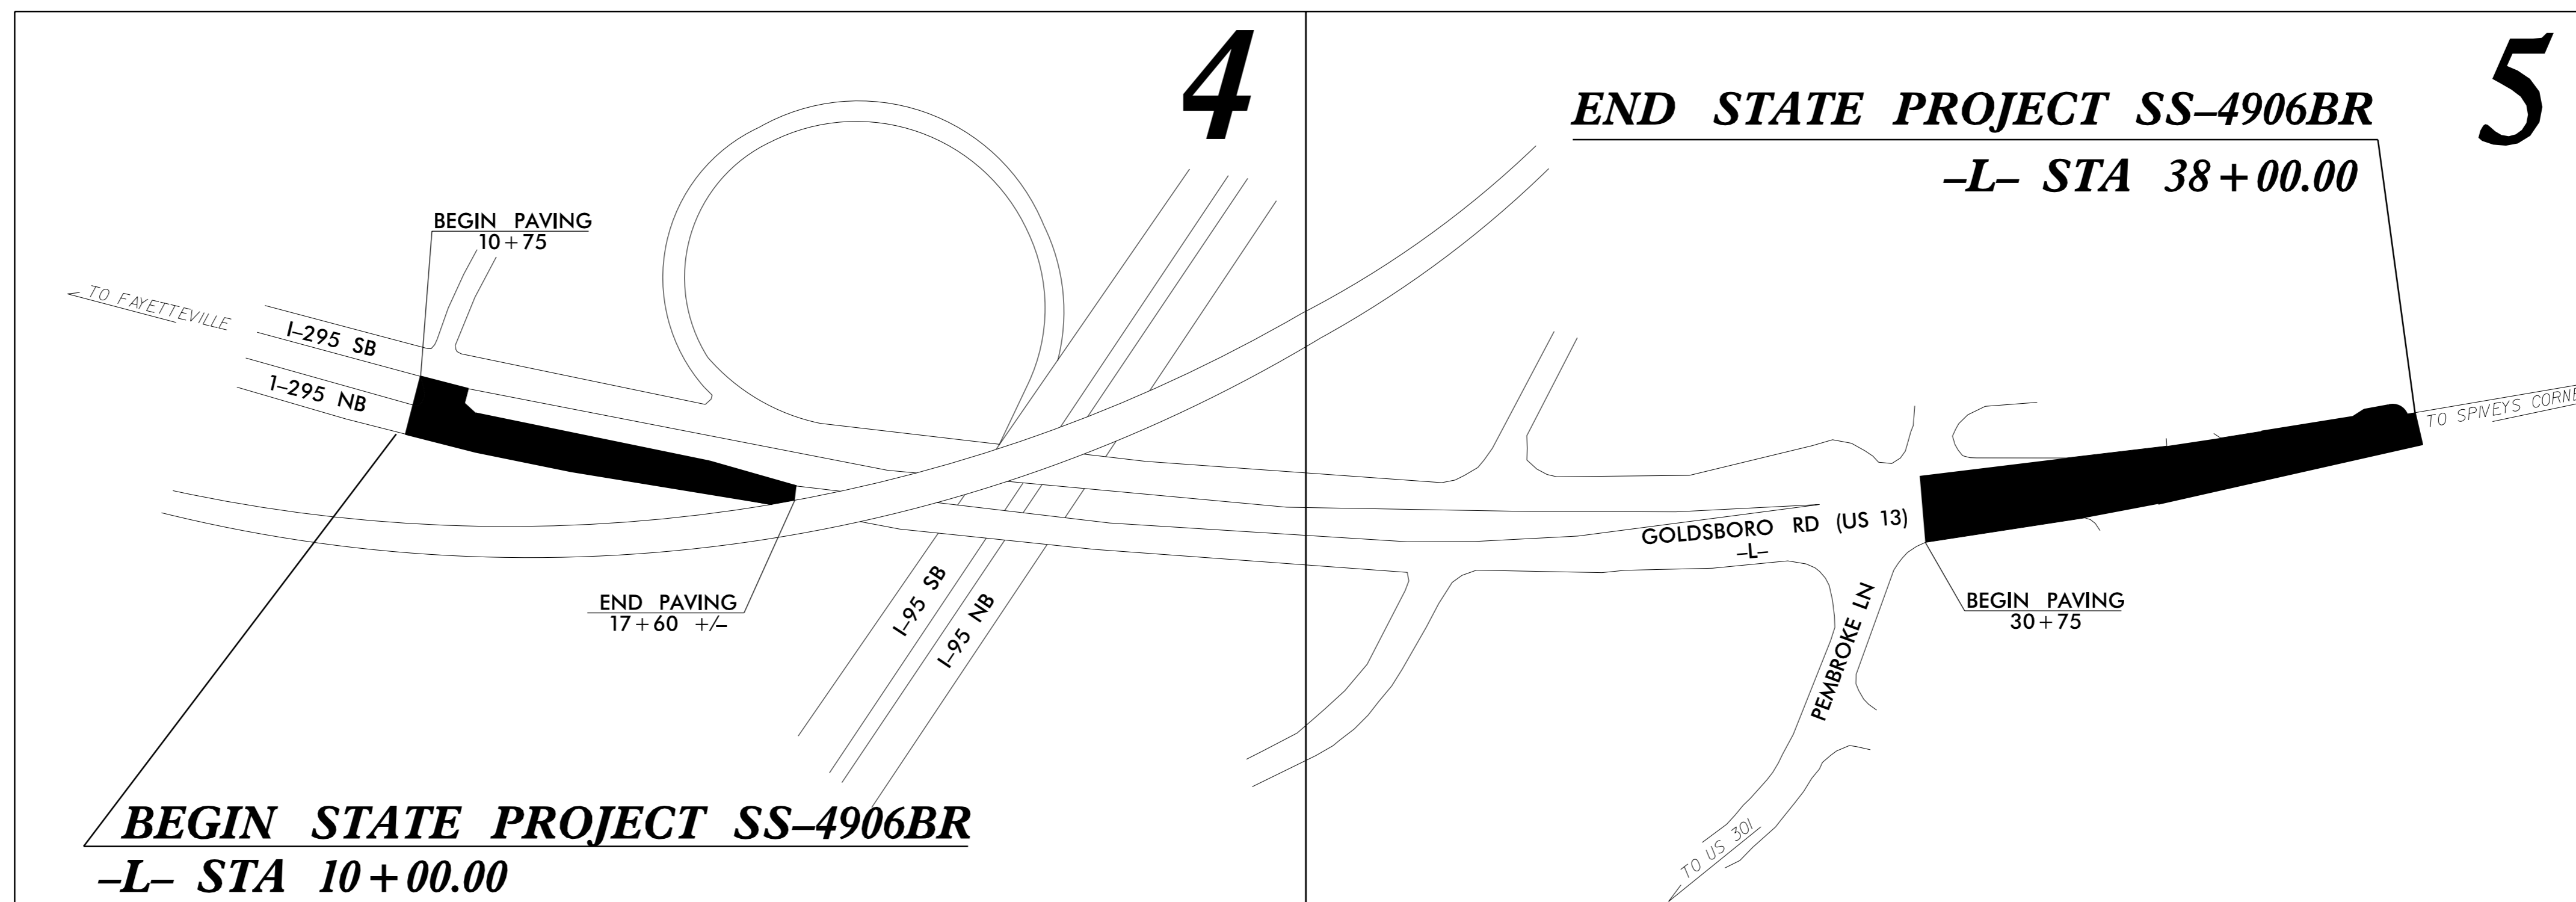 4
5
END STATE PROJECT SS–4906BR
–L– STA 38+00.00
BEGIN PAVING
10+75
TO FAYETTEVILLE
I–295 SB
1–295 NB
GOLDSBORO RD (US 13)
–L–
END PAVING
17+60 +/–
I–95 SB
I–95 NB
PEMBROKE LN
BEGIN PAVING
30+75
TO US 301
BEGIN STATE PROJECT SS–4906BR
–L– STA 10+00.00
TO SPIVEYS